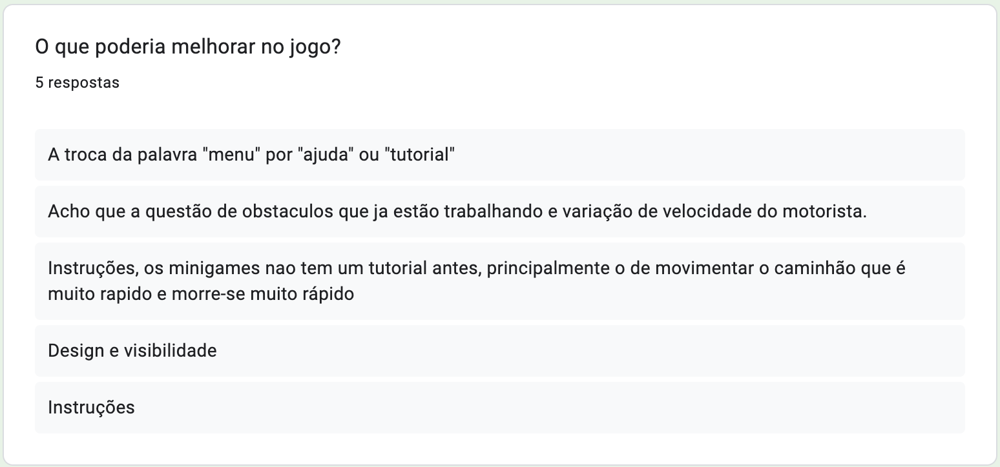 O que poderia melhorar no jogo?
5 respostas
A troca da palavra "menu" por "ajuda" ou "tutorial"
Acho que a questão de obstaculos que ja estão trabalhando e variação de velocidade do motorista.
Instruções, os minigames nao tem um tutorial antes, principalmente o de movimentar o caminhão que é
muito rapido e morre-se muito rápido
Design e visibilidade
Instruções